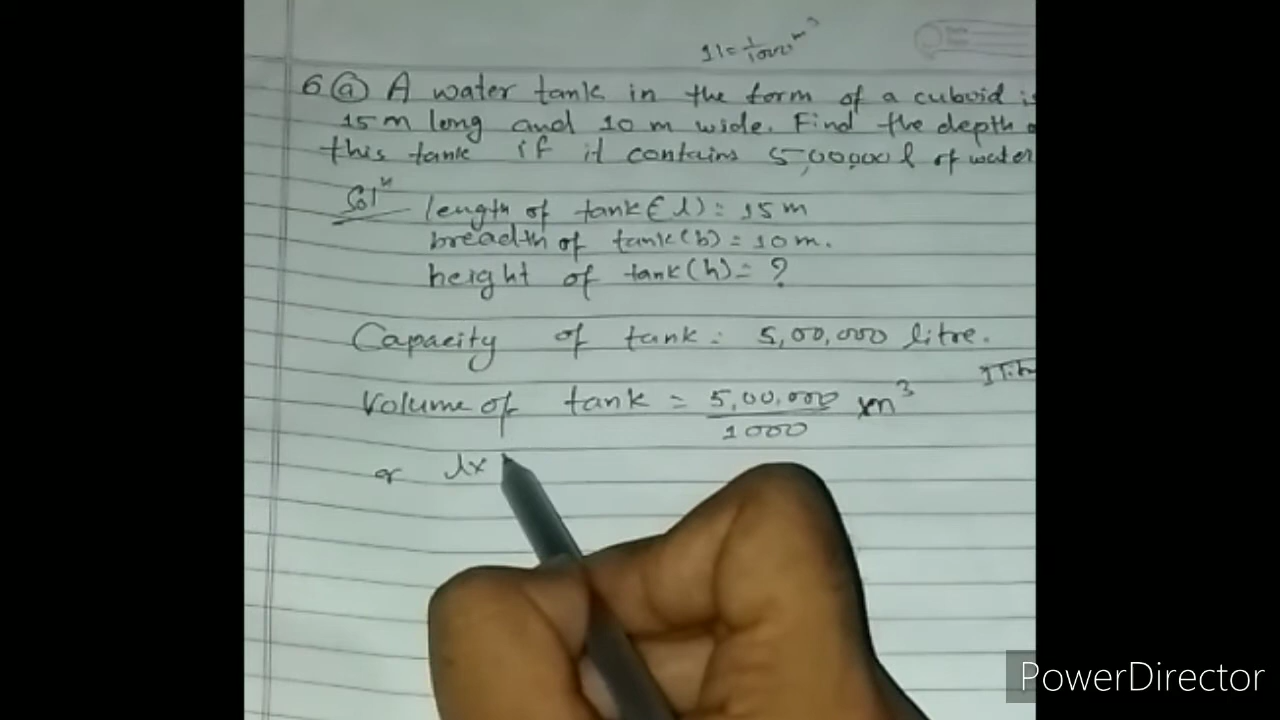 1l = 1/1000 m³
6 (a) A water tank in the form of a cuboid is
15 m long and 10 m wide. Find the depth
this tank if it contains 5,00,000 l of water
Solⁿ
length of tank (l) = 15 m
breadth of tank (b) = 10 m.
height of tank (h) = ?
Capacity of tank = 5,00,000 litre.
Volume of tank = 5,00,000/1000 m³
or l×
PowerDirector